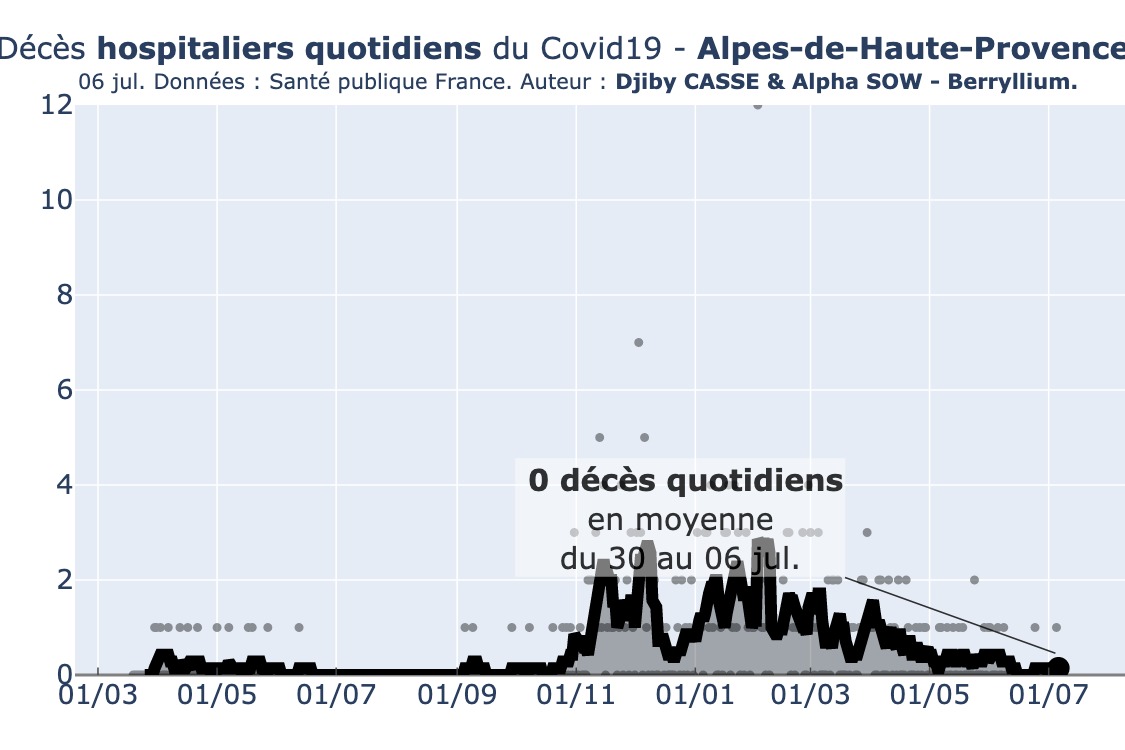 Décès hospitaliers quotidiens du Covid19 - Alpes-de-Haute-Provence
06 jul. Données : Santé publique France. Auteur : Djiby CASSE & Alpha SOW - Berryllium.
12
10
8
6
4
2
0
0 décès quotidiens
en moyenne
du 30 au 06 jul.
01/03 01/05 01/07 01/09 01/11 01/01 01/03 01/05 01/07